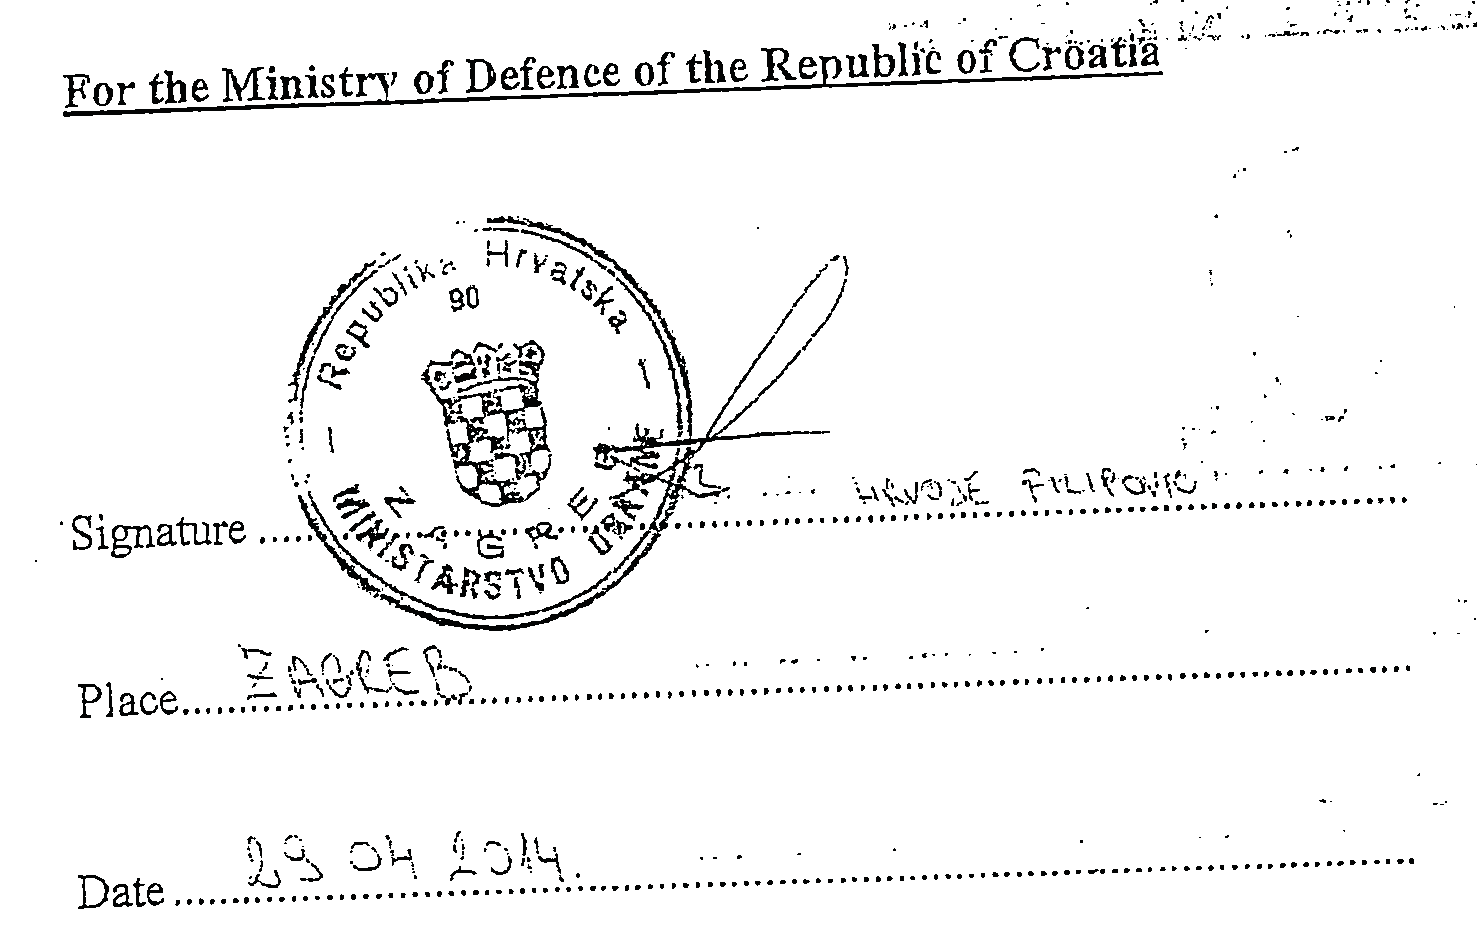 For the Ministry of Defence of the Republic of Croatia
Republika Hrvatska
90
MINISTARSTVO OBRANE
ZAGREB
Signature HRVOJE FILIPOVIC
Place ZAGREB
Date 29 04 2014.